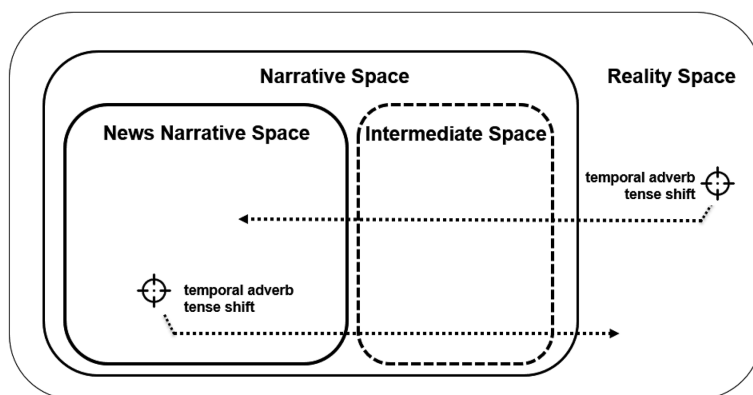 Narrative Space
Reality Space
News Narrative Space
Intermediate Space
temporal adverb
tense shift
temporal adverb
tense shift